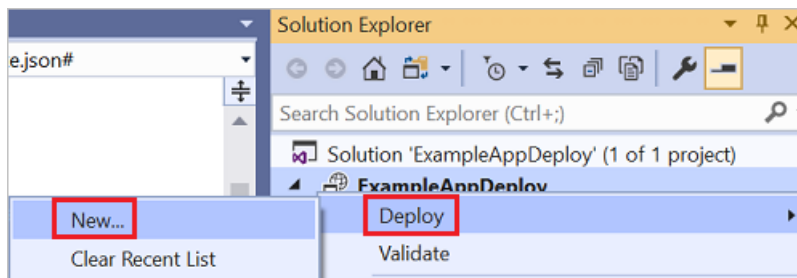 Solution Explorer
e.json#
Search Solution Explorer (Ctrl+;)
Solution 'ExampleAppDeploy' (1 of 1 project)
ExampleAppDeploy
New...
Deploy
Clear Recent List
Validate